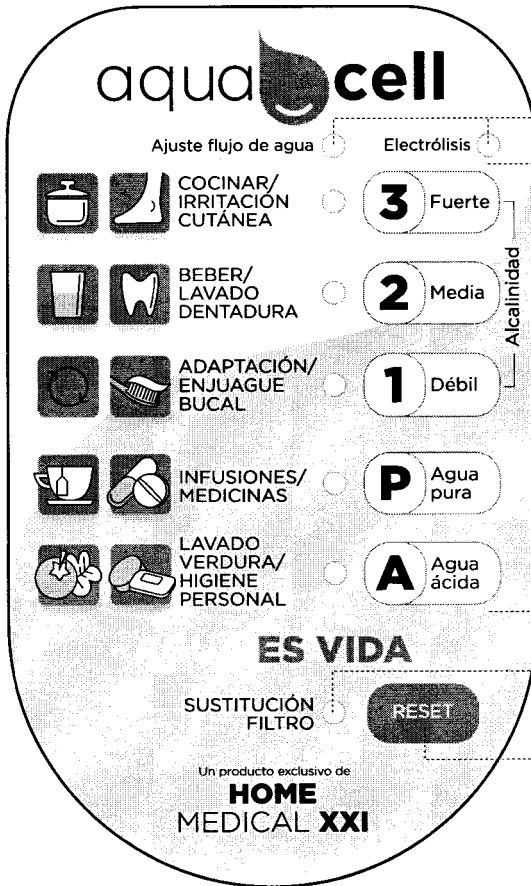 aqua cell
Ajuste flujo de agua
Electrólisis
COCINAR/
IRRITACIÓN
CUTÁNEA
3 Fuerte
BEBER/
LAVADO
DENTADURA
2 Media
ADAPTACIÓN/
ENJUAGUE
BUCAL
1 Débil
Alcalinidad
INFUSIONES/
MEDICINAS
P Agua
pura
LAVADO
VERDURA/
HIGIENE
PERSONAL
A Agua
ácida
ES VIDA
SUSTITUCIÓN
FILTRO
RESET
Un producto exclusivo de
HOME
MEDICAL XXI